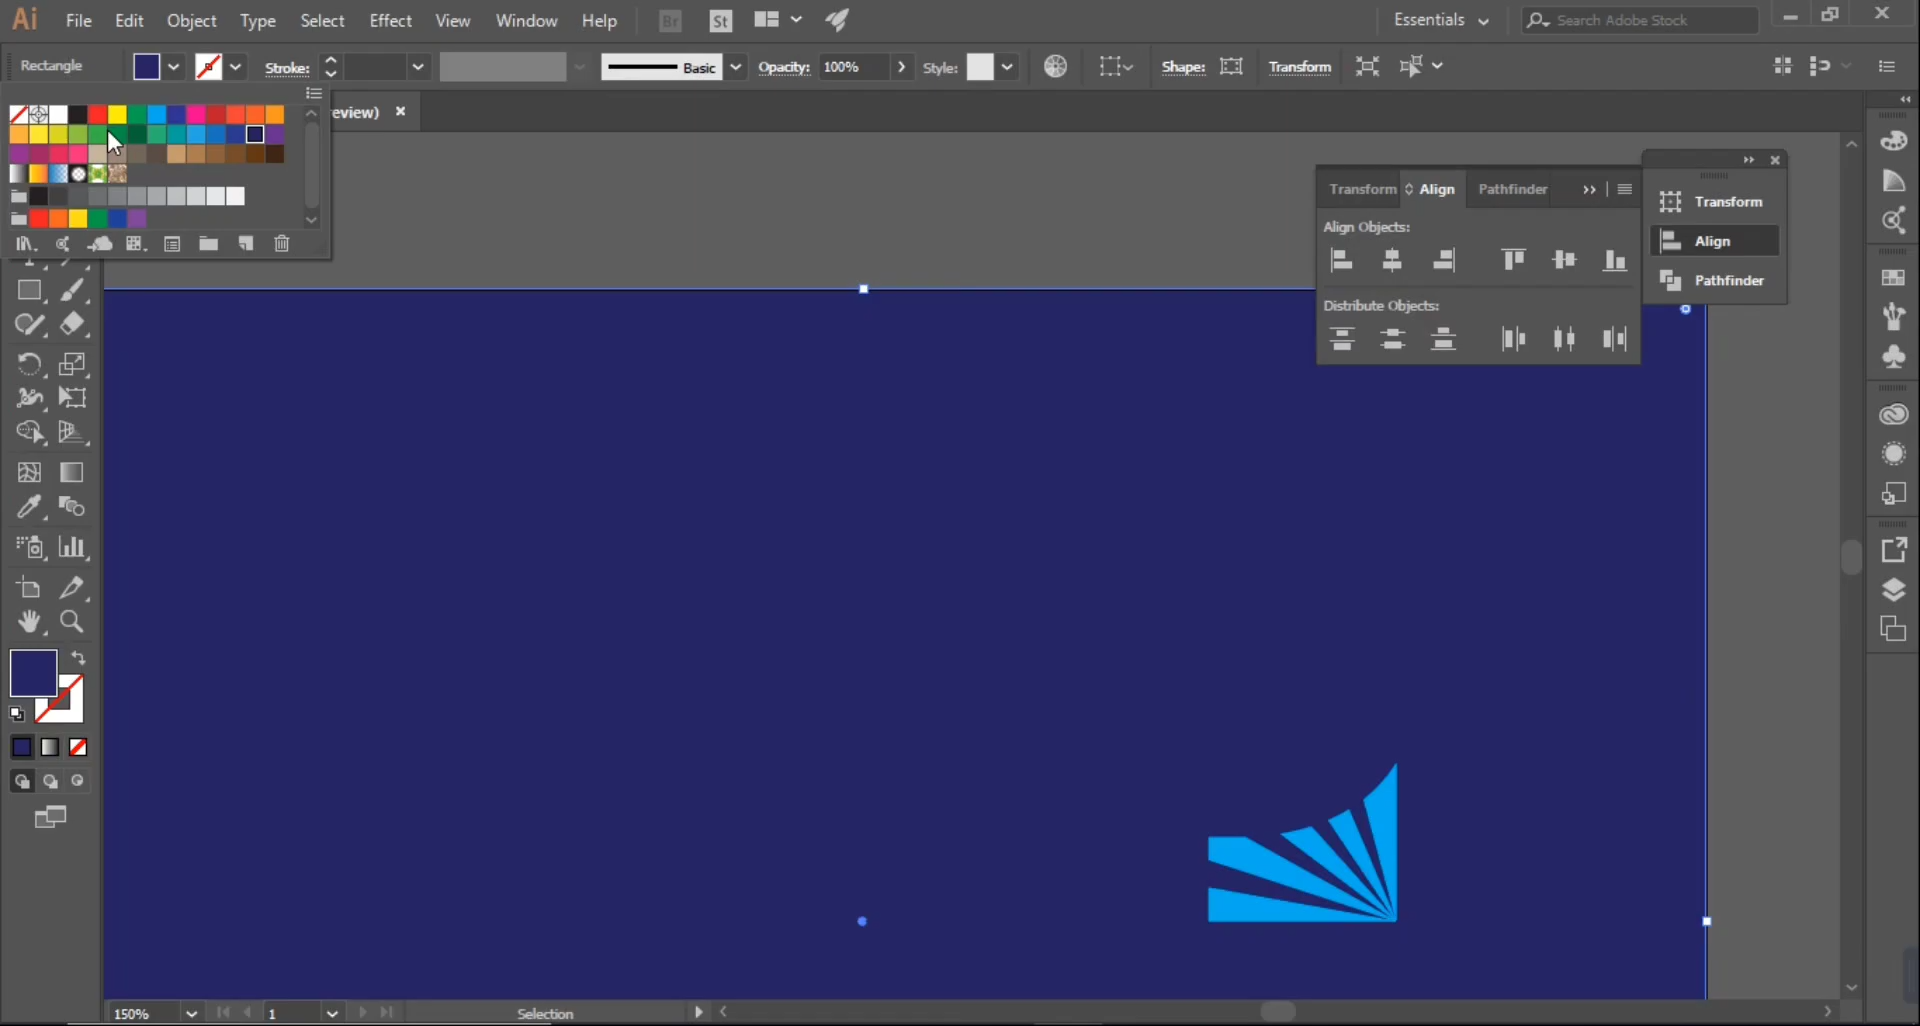 Ai File Edit Object Type Select Effect View Window Help Br St Essentials Search Adobe Stock
Rectangle Stroke: Basic Opacity: 100% Style: Shape: Transform
eview) ×
Transform Align Pathfinder
Align Objects:
Distribute Objects:
Transform
Align
Pathfinder
150% 1 Selection